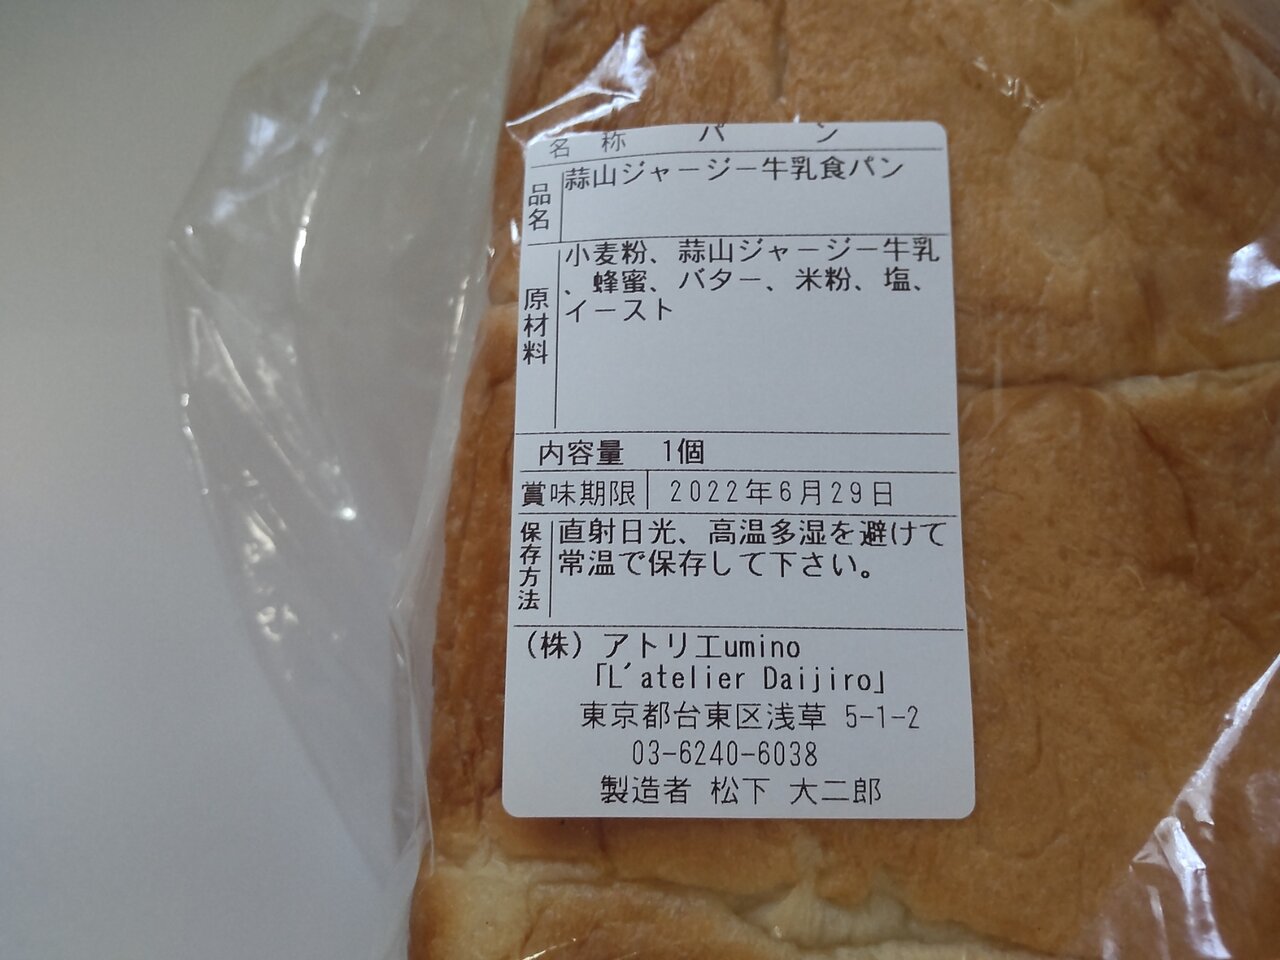 名 称 パ ン
品名 蒜山ジャージー牛乳食パン
原材料 小麦粉、蒜山ジャージー牛乳
、蜂蜜、バター、米粉、塩、
イースト
内容量 1個
賞味期限 2022年6月29日
保存方法 直射日光、高温多湿を避けて
常温で保存して下さい。
(株) アトリエumino
「L'atelier Daijiro」
東京都台東区浅草 5-1-2
03-6240-6038
製造者 松下 大二郎